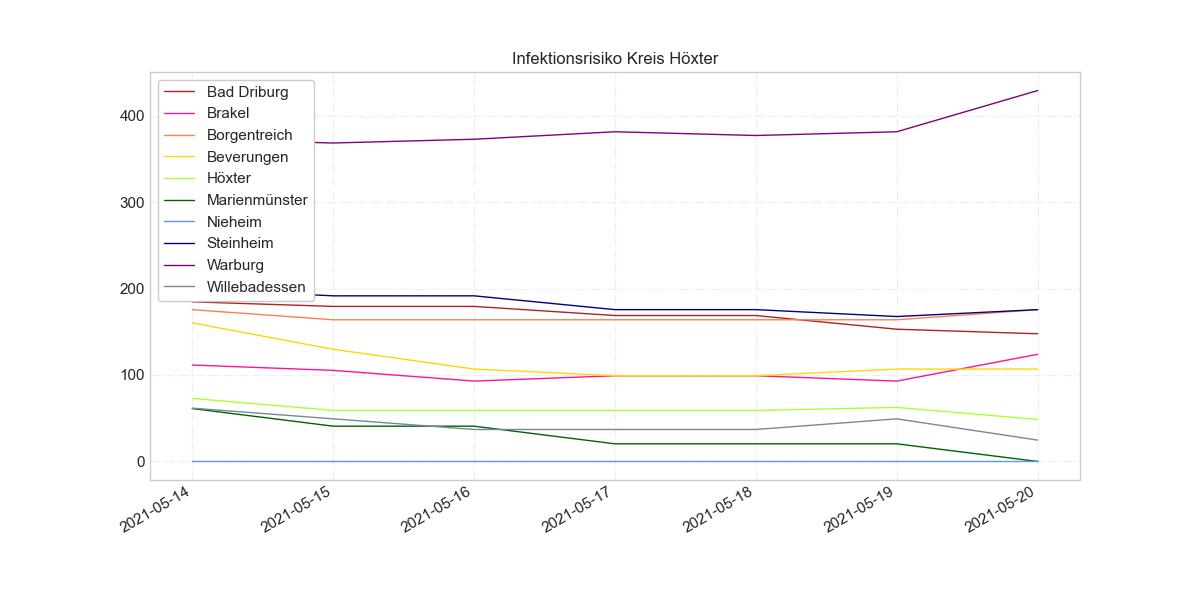 Infektionsrisiko Kreis Höxter
Bad Driburg
Brakel
Borgentreich
Beverungen
Höxter
Marienmünster
Nieheim
Steinheim
Warburg
Willebadessen
400
300
200
100
0
2021-05-14
2021-05-15
2021-05-16
2021-05-17
2021-05-18
2021-05-19
2021-05-20